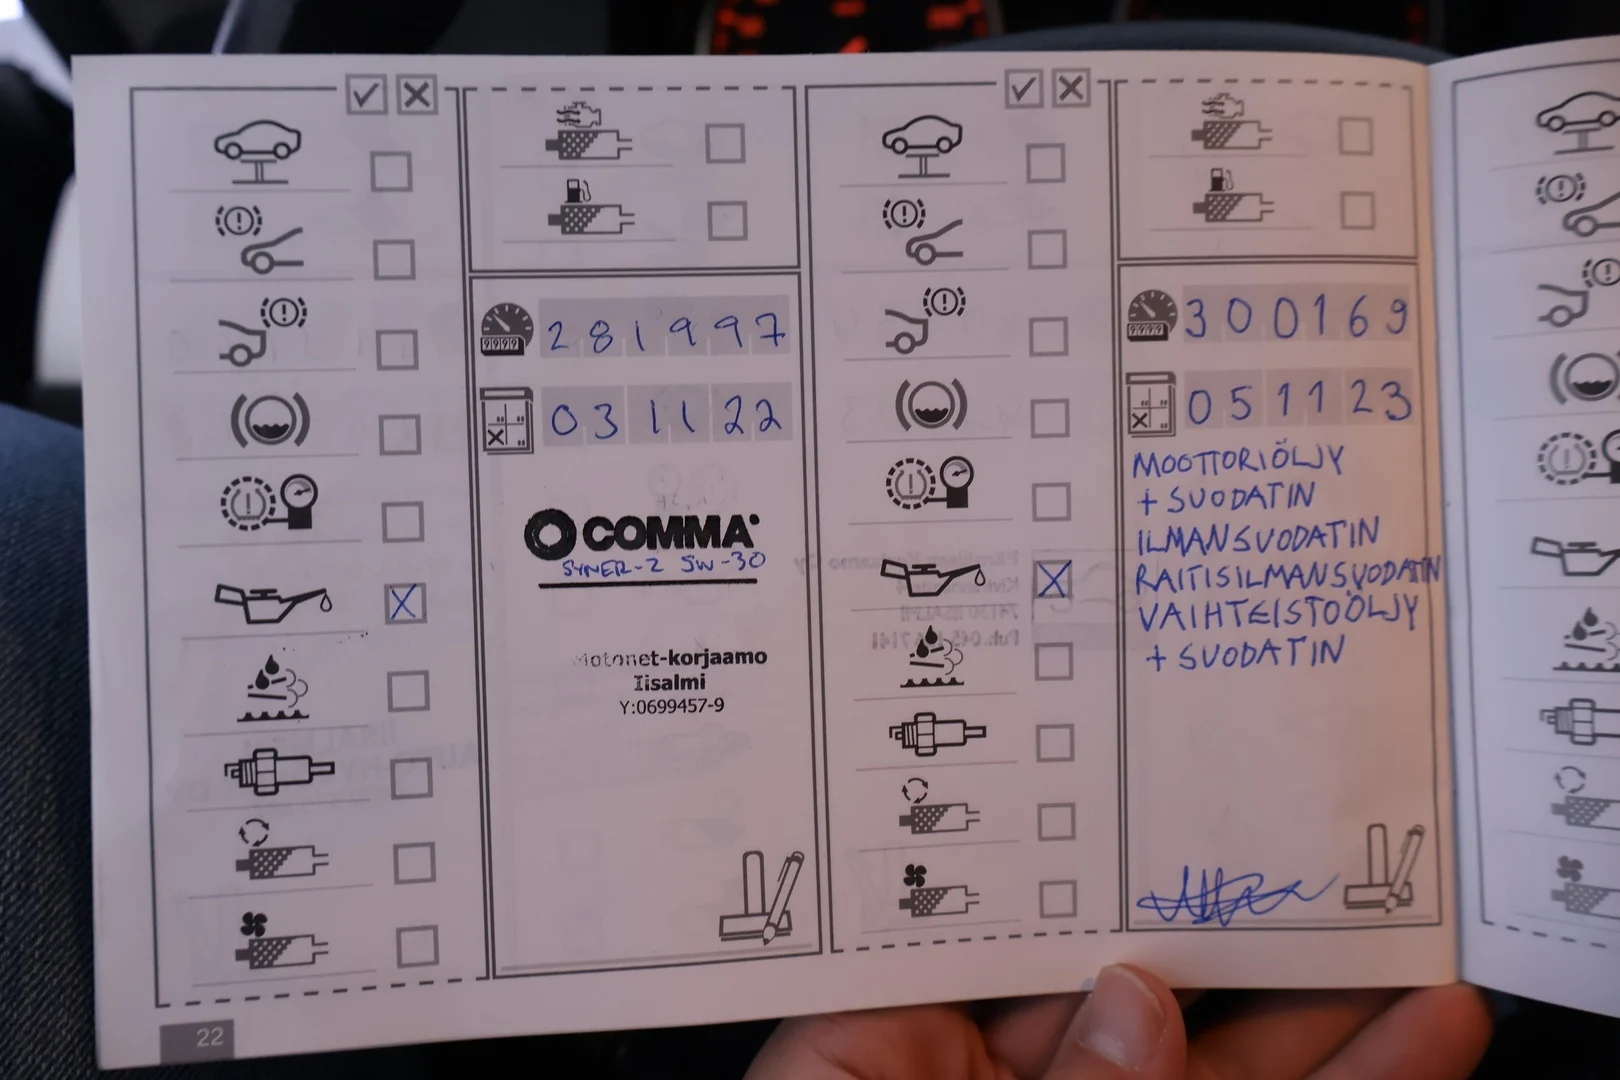 281997
031122
COMMA
SYNER-Z 5W-30
Motonet-korjaamo
Iisalmi
Y:0699457-9
300169
051123
MOOTTORIÖLJY
+ SUODATIN
ILMANSUODATIN
RAITISILMANSUODATIN
VAIHTEISTOÖLJY
+ SUODATIN
22